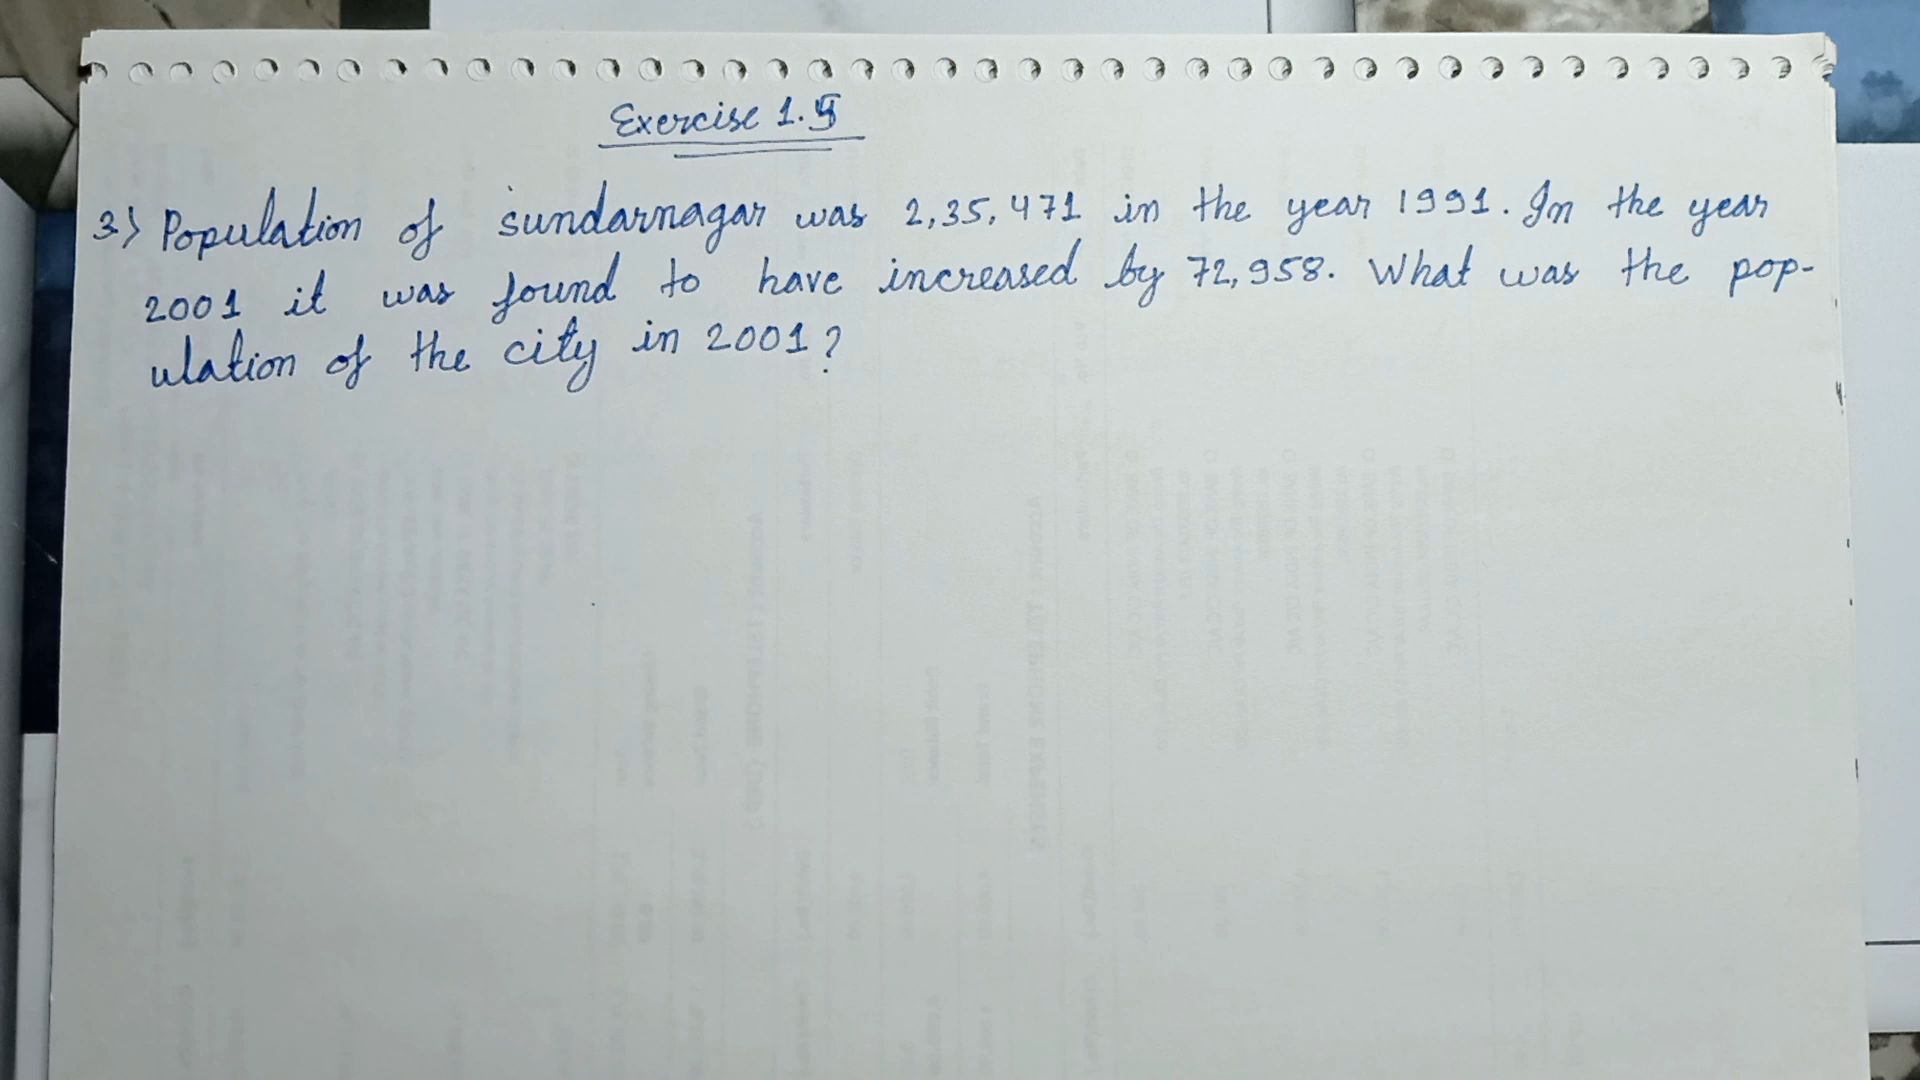 Exercise 1.5
3) Population of sundarnagar was 2,35,471 in the year 1991. In the year
2001 it was found to have increased by 72,958. What was the pop-
ulation of the city in 2001?